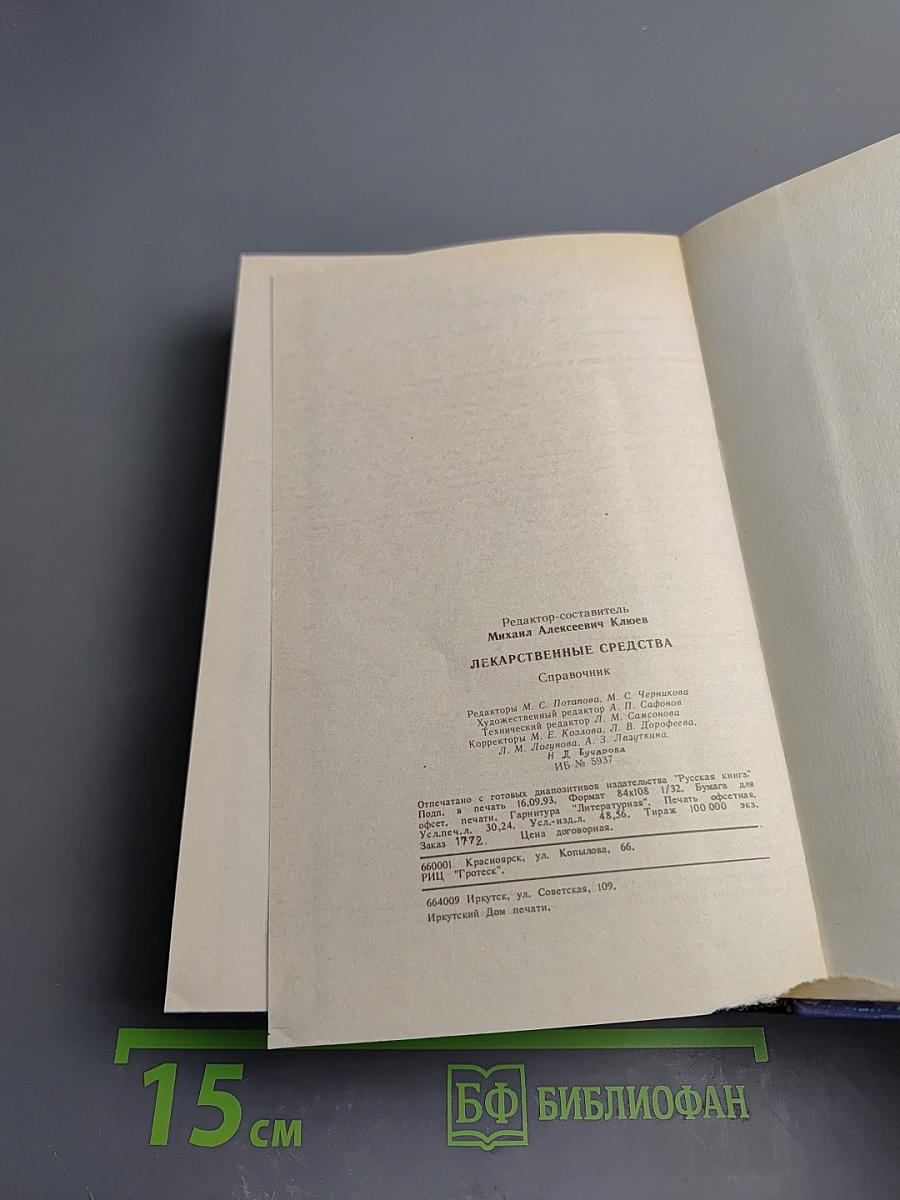 Редактор-составитель
Михаил Алексеевич Клюев
ЛЕКАРСТВЕННЫЕ СРЕДСТВА
Справочник
Редакторы М. С. Потапова, М. С. Черникова
Художественный редактор А. П. Сафонов
Технический редактор Л. М. Самсонова
Корректоры М. Е. Козлова, Л. В. Дорофеева,
Л. М. Логунова, А. З. Лазуткина,
Н Д Бучарова
ИБ № 5937
Отпечатано с готовых диапозитивов издательства "Русская книга".
Подп. в печать 16.09.93. Формат 84х108 1/32. Бумага для
офсет. печати. Гарнитура "Литературная". Печать офсетная.
Усл.печ.л. 30,24. Усл.-изд.л. 48,56. Тираж 100 000 экз.
Заказ 1772. Цена договорная.
660001 Красноярск, ул. Копылова, 66.
РИЦ "Гротеск".
664009 Иркутск, ул. Советская, 109.
Иркутский Дом печати.
15 см
БФ БИБЛИОФАН